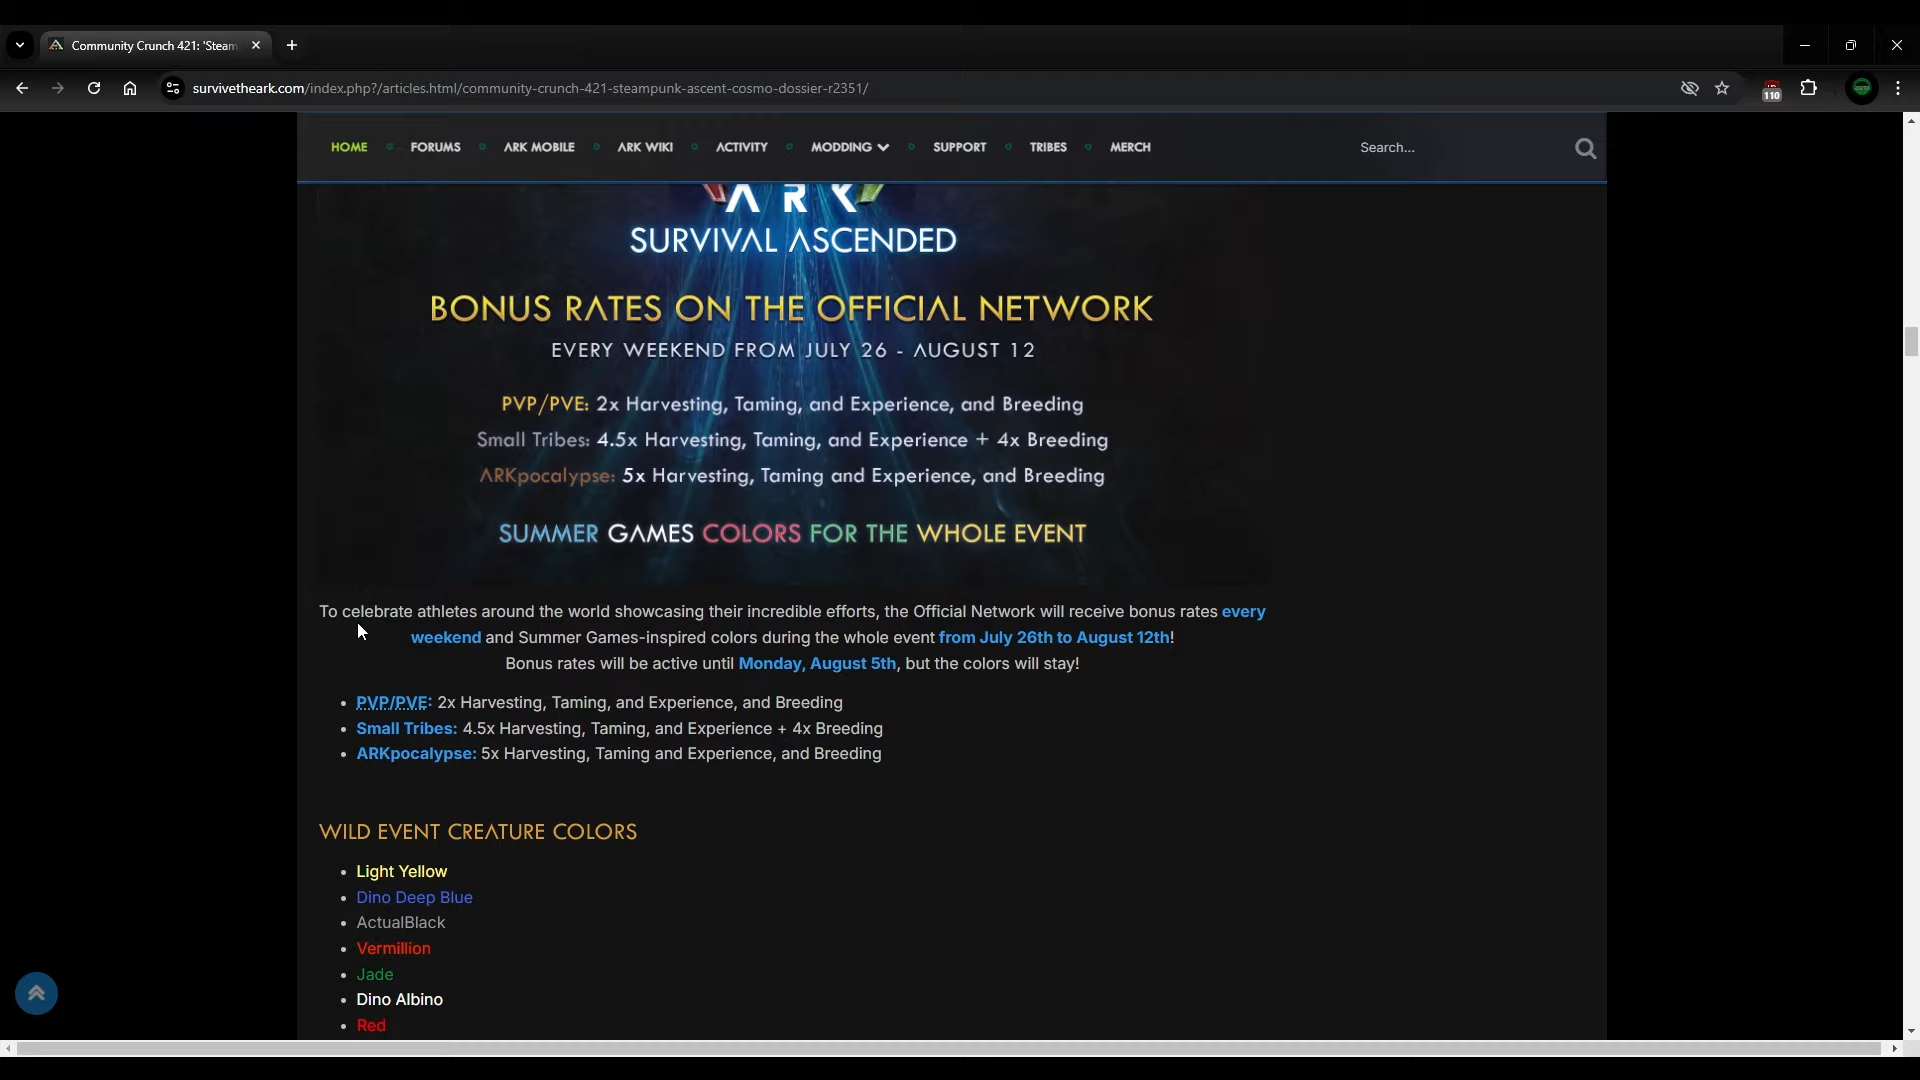 Community Crunch 421: 'Steam
survivetheark.com/index.php?/articles.html/community-crunch-421-steampunk-ascent-cosmo-dossier-r2351/
110
HOME FORUMS ARK MOBILE ARK WIKI ACTIVITY MODDING SUPPORT TRIBES MERCH Search...
ARK
SURVIVAL ASCENDED
BONUS RATES ON THE OFFICIAL NETWORK
EVERY WEEKEND FROM JULY 26 - AUGUST 12
PVP/PVE: 2x Harvesting, Taming, and Experience, and Breeding
Small Tribes: 4.5x Harvesting, Taming, and Experience + 4x Breeding
ARKpocalypse: 5x Harvesting, Taming and Experience, and Breeding
SUMMER GAMES COLORS FOR THE WHOLE EVENT
To celebrate athletes around the world showcasing their incredible efforts, the Official Network will receive bonus rates every
weekend and Summer Games-inspired colors during the whole event from July 26th to August 12th!
Bonus rates will be active until Monday, August 5th, but the colors will stay!
• PVP/PVE: 2x Harvesting, Taming, and Experience, and Breeding
• Small Tribes: 4.5x Harvesting, Taming, and Experience + 4x Breeding
• ARKpocalypse: 5x Harvesting, Taming and Experience, and Breeding
WILD EVENT CREATURE COLORS
• Light Yellow
• Dino Deep Blue
• ActualBlack
• Vermillion
• Jade
• Dino Albino
• Red